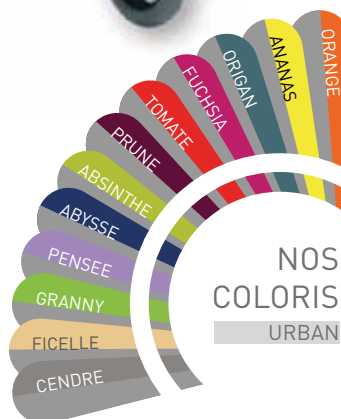 ORANGE
ANANAS
ORIGAN
FUCHSIA
TOMATE
PRUNE
ABSINTHE
ABYSSE
PENSEE
GRANNY
FICELLE
CENDRE
NOS
COLORIS
URBAN